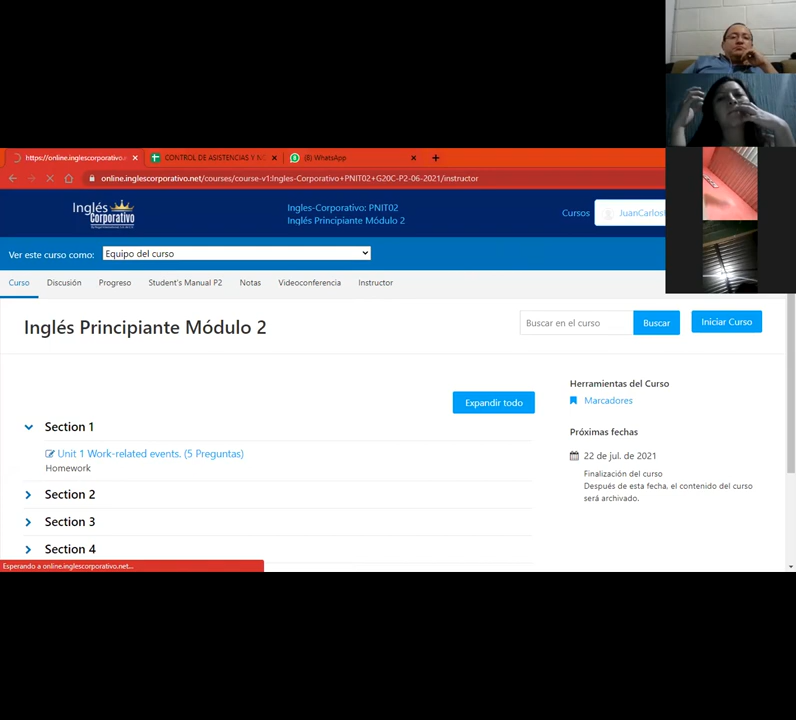 https://online.inglescorporativo.
CONTROL DE ASISTENCIAS Y N
(8) WhatsApp
online.inglescorporativo.net/courses/course-v1:Ingles-Corporativo+PNIT02+G20C-P2-06-2021/instructor
Inglés
Corporativo
Ingles-Corporativo: PNIT02
Inglés Principiante Módulo 2
Cursos
JuanCarlos
Ver este curso como:
Equipo del curso
Curso
Discusión
Progreso
Student's Manual P2
Notas
Videoconferencia
Instructor
Inglés Principiante Módulo 2
Buscar en el curso
Buscar
Iniciar Curso
Expandir todo
Herramientas del Curso
Marcadores
Próximas fechas
22 de jul. de 2021
Finalización del curso
Después de esta fecha, el contenido del curso
será archivado.
Section 1
Unit 1 Work-related events. (5 Preguntas)
Homework
Section 2
Section 3
Section 4
Esperando a online.inglescorporativo.net...